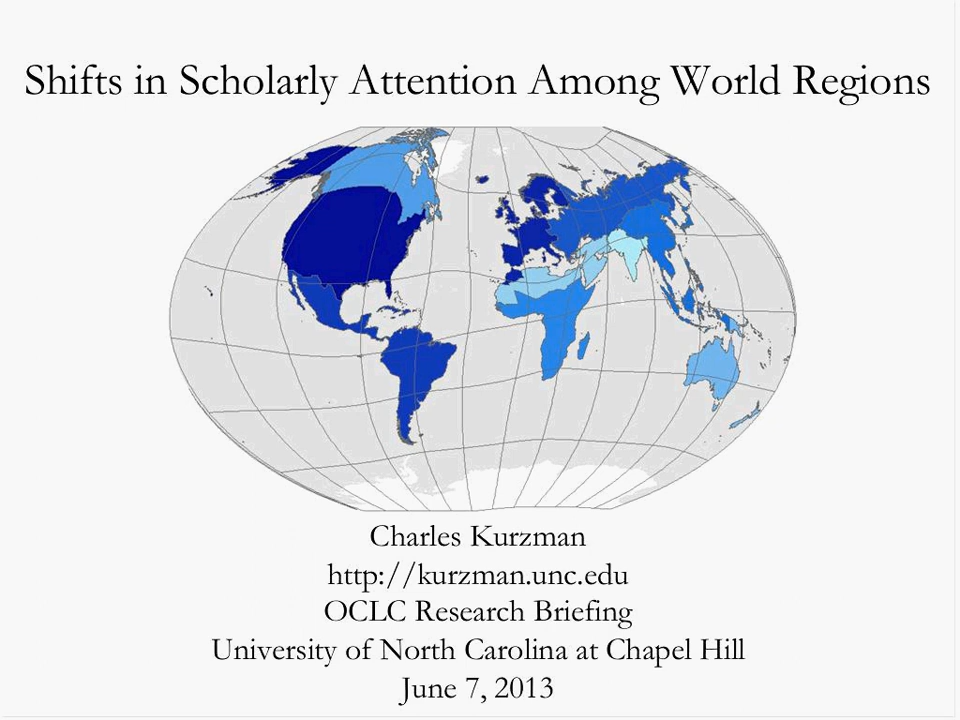 Shifts in Scholarly Attention Among World Regions
Charles Kurzman
http://kurzman.unc.edu
OCLC Research Briefing
University of North Carolina at Chapel Hill
June 7, 2013